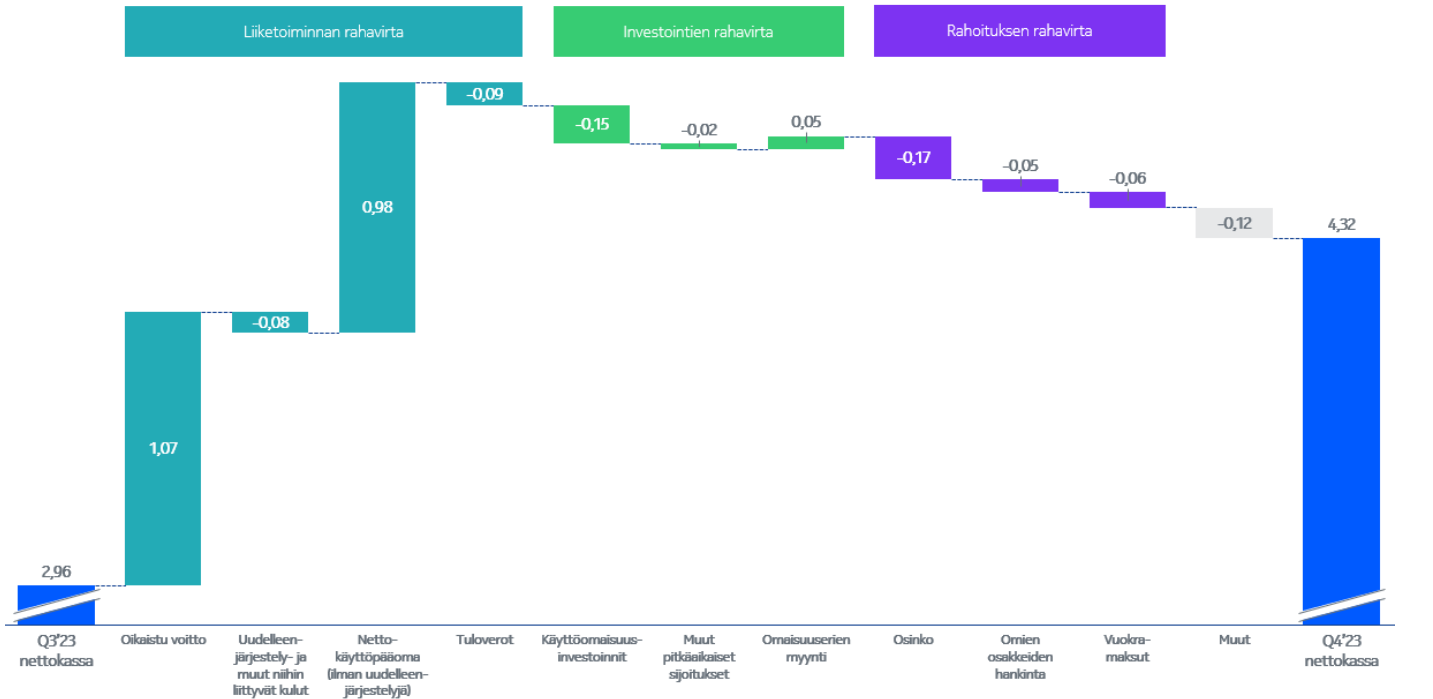 Liiketoiminnan rahavirta
Investointien rahavirta
Rahoituksen rahavirta
2,96
1,07
-0,08
0,98
-0,09
-0,15
-0,02
0,05
-0,17
-0,05
-0,06
-0,12
4,32
Q3'23
nettokassa
Oikaistu voitto
Uudelleen-
järjestely- ja
muut niihin
liittyvät kulut
Netto-
käyttöpääoma
(ilman uudelleen-
järjestelyjä)
Tuloverot
Käyttöomaisuus-
investoinnit
Muut
pitkäaikaiset
sijoitukset
Omaisuuserien
myynti
Osinko
Omien
osakkeiden
hankinta
Vuokra-
maksut
Muut
Q4'23
nettokassa